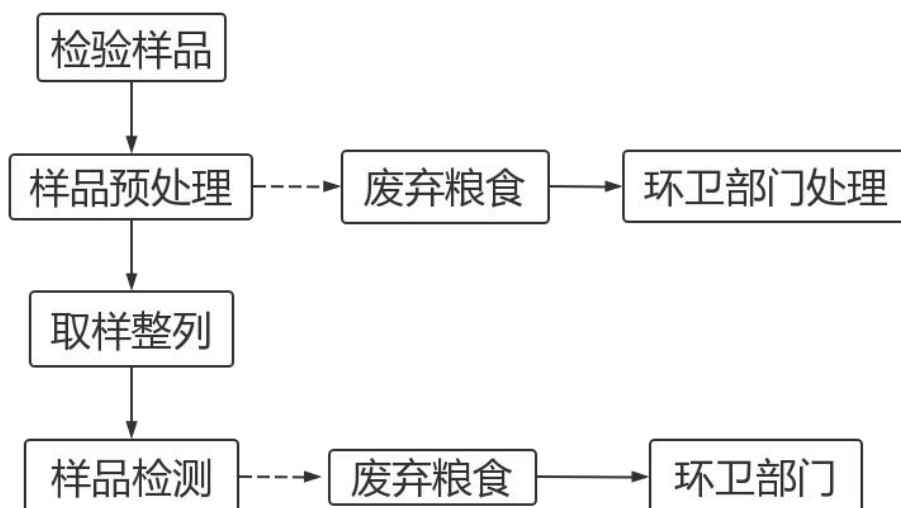 检验样品
样品预处理
废弃粮食
环卫部门处理
取样整列
样品检测
废弃粮食
环卫部门